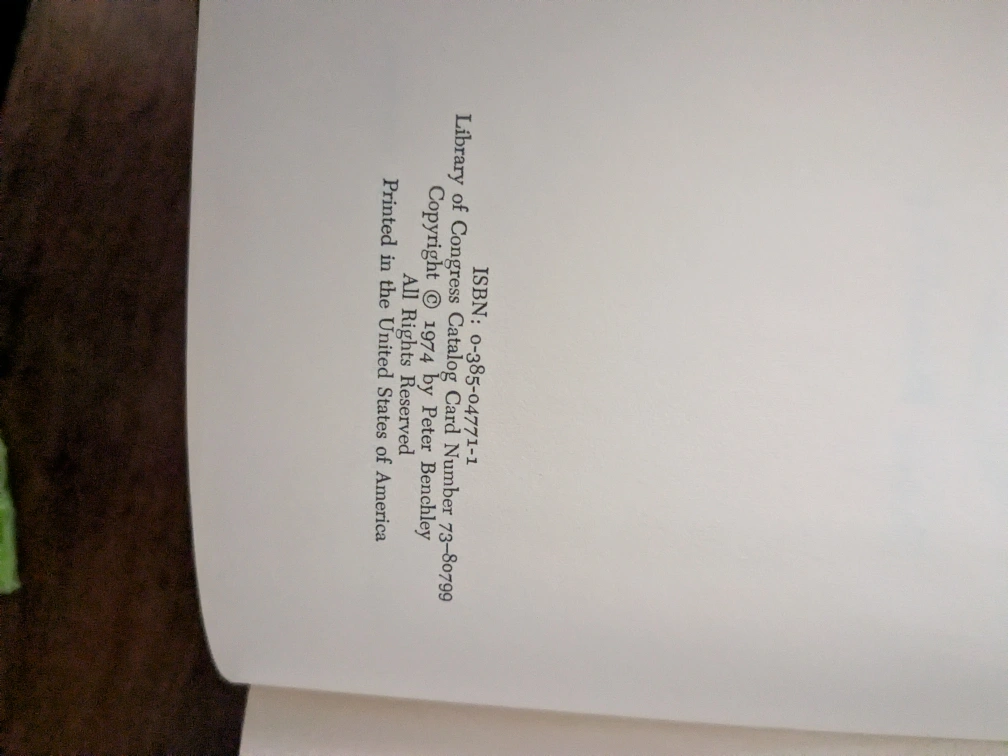 ISBN: 0-385-04771-1
Library of Congress Catalog Card Number 73–80799
Copyright © 1974 by Peter Benchley
All Rights Reserved
Printed in the United States of America